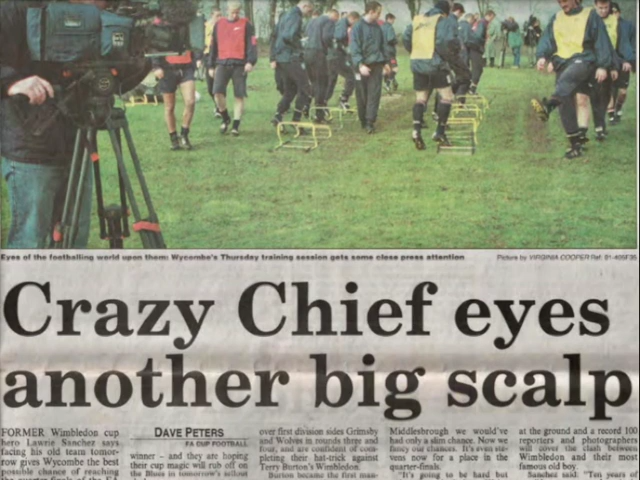 Eyes of the footballing world upon them: Wycombe's Thursday training session gets some close press attention
Picture by VIRGINIA COOPER Ref:
Crazy Chief eyes
another big scalp
FORMER Wimbledon cup
hero Lawrie Sanchez says
facing his old team tomor-
row gives Wycombe the best
possible chance of reaching
DAVE PETERS
FA CUP FOOTBALL
winner – and they are hoping
their cup magic will rub off on
the Blues in tomorrow's sellout
over first division sides Grimsby
and Wolves in rounds three and
four, and are confident of com-
pleting their hat-trick against
Terry Burton's Wimbledon.
Burton became the first man-
Middlesbrough we would've
had only a slim chance. Now we
fancy our chances. It's even ste-
vens now for a place in the
quarter-finals.
"It's going to be hard but
at the ground and a record 100
reporters and photographers
will cover the clash between
Wimbledon and their most
famous old boy.
Sanchez said: "Ten years of